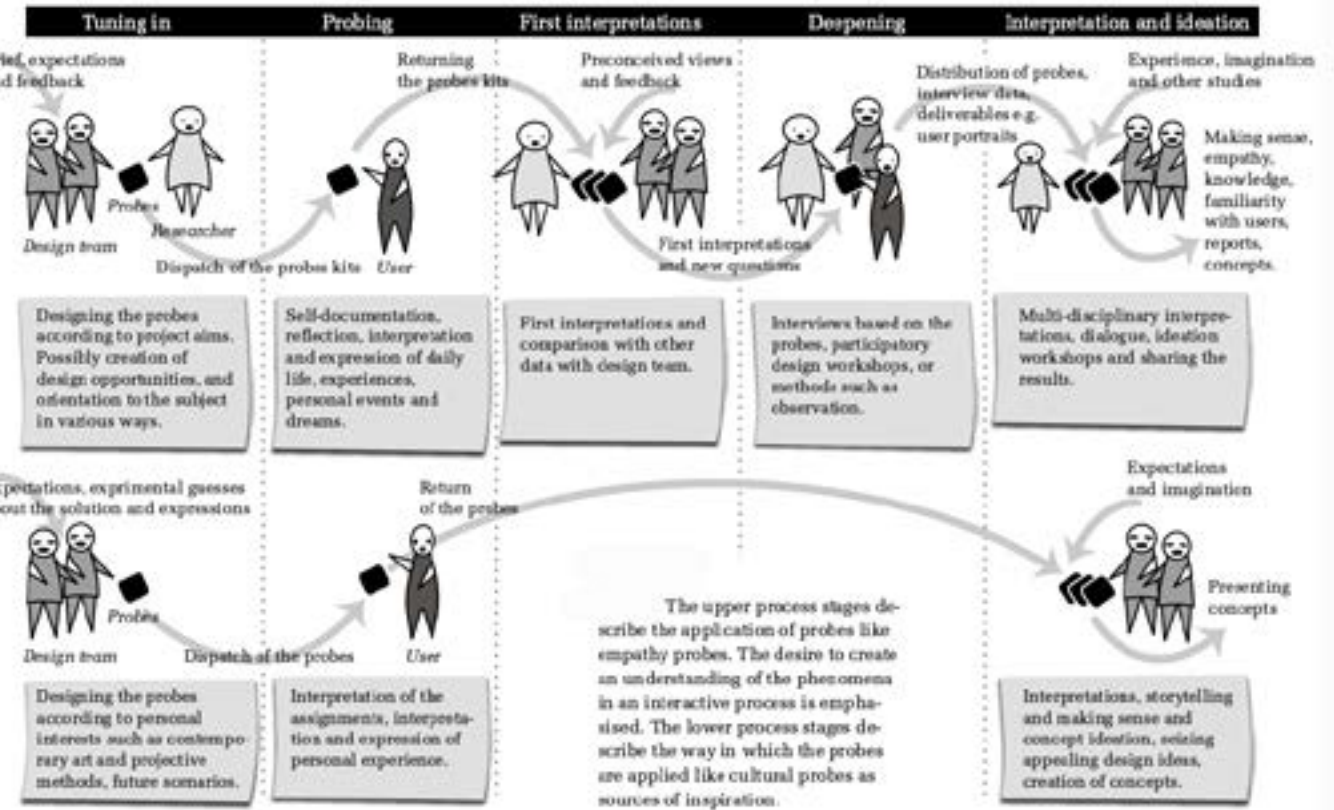 Tuning in
Probing
First interpretations
Deepening
Interpretation and ideation
expectations
feedback
Probes
Researcher
Design team
Dispatch of the probes kits
Returning
the probes kits
User
Preconceived views
and feedback
First interpretations
and new questions
Distribution of probes,
interview data,
deliverables e.g.
user portraits
Experience, imagination
and other studies
Making sense,
empathy,
knowledge,
familiarity
with users,
reports,
concepts.
Designing the probes
according to project aims.
Possibly creation of
design opportunities, and
orientation to the subject
in various ways.
Self-documentation,
reflection, interpretation
and expression of daily
life, experiences,
personal events and
dreams.
First interpretations and
comparison with other
data with design team.
Interviews based on the
probes, participatory
design workshops, or
methods such as
observation.
Multi-disciplinary interpre-
tations, dialogue, ideation
workshops and sharing the
results.
pectations, exprimental guesses
out the solution and expressions
Probes
Design team
Dispatch of the probes
Return
of the probes
User
Expectations
and imagination
Presenting
concepts
Designing the probes
according to personal
interests such as contempo-
rary art and projective
methods, future scenarios.
Interpretation of the
assignments, interpreta-
tion and expression of
personal experience.
The upper process stages de-
scribe the application of probes like
empathy probes. The desire to create
an understanding of the phenomena
in an interactive process is empha-
sised. The lower process stages de-
scribe the way in which the probes
are applied like cultural probes as
sources of inspiration.
Interpretations, storytelling
and making sense and
concept ideation, seizing
appealing design ideas,
creation of concepts.